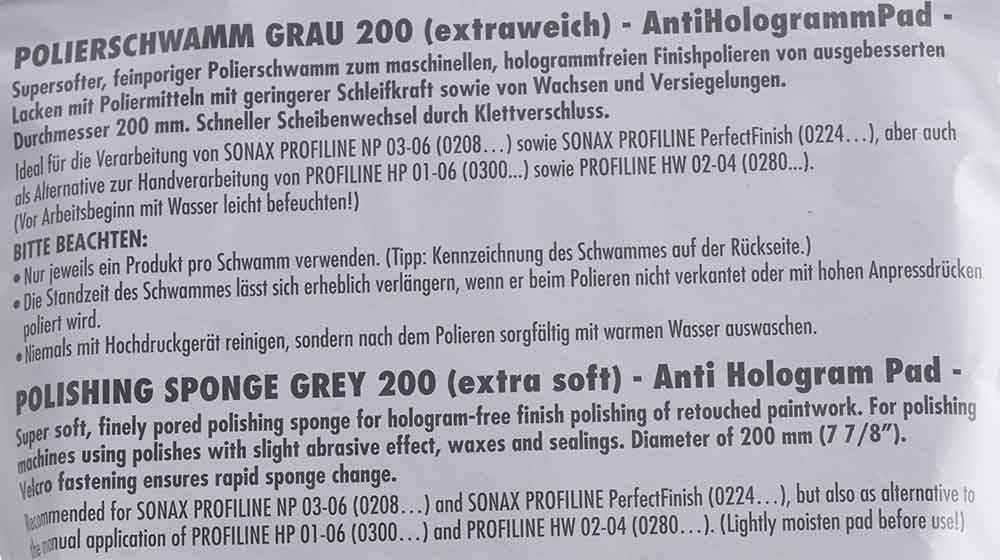 POLIERSCHWAMM GRAU 200 (extraweich) - AntiHologrammPad -
Supersofter, feinporiger Polierschwamm zum maschinellen, hologrammfreien Finishpolieren von ausgebesserten
Lacken mit Poliermitteln mit geringerer Schleifkraft sowie von Wachsen und Versiegelungen.
Durchmesser 200 mm. Schneller Scheibenwechsel durch Klettverschluss.
Ideal für die Verarbeitung von SONAX PROFILINE NP 03-06 (0208...) sowie SONAX PROFILINE PerfectFinish (0224...), aber auch
als Alternative zur Handverarbeitung von PROFILINE HP 01-06 (0300...) sowie PROFILINE HW 02-04 (0280...).
(Vor Arbeitsbeginn mit Wasser leicht befeuchten!)
BITTE BEACHTEN:
• Nur jeweils ein Produkt pro Schwamm verwenden. (Tipp: Kennzeichnung des Schwammes auf der Rückseite.)
• Die Standzeit des Schwammes lässt sich erheblich verlängern, wenn er beim Polieren nicht verkantet oder mit hohen Anpressdrücken
poliert wird.
• Niemals mit Hochdruckgerät reinigen, sondern nach dem Polieren sorgfältig mit warmen Wasser auswaschen.
POLISHING SPONGE GREY 200 (extra soft) - Anti Hologram Pad -
Super soft, finely pored polishing sponge for hologram-free finish polishing of retouched paintwork. For polishing
machines using polishes with slight abrasive effect, waxes and sealings. Diameter of 200 mm (7 7/8").
Velcro fastening ensures rapid sponge change.
Recommended for SONAX PROFILINE NP 03-06 (0208...) and SONAX PROFILINE PerfectFinish (0224...), but also as alternative to
the manual application of PROFILINE HP 01-06 (0300...) and PROFILINE HW 02-04 (0280...). (Lightly moisten pad before use!)